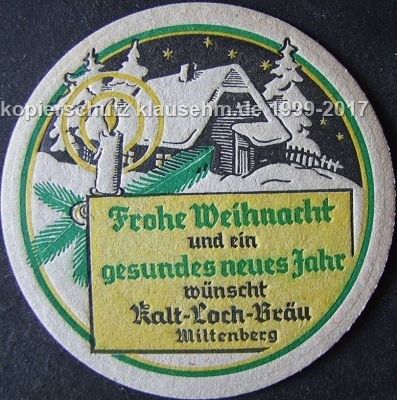 kopierschutz klausehm.de 1999-2017
Frohe Weihnacht
und ein
gesundes neues Jahr
wünscht
Kalt-Loch-Bräu
Miltenberg